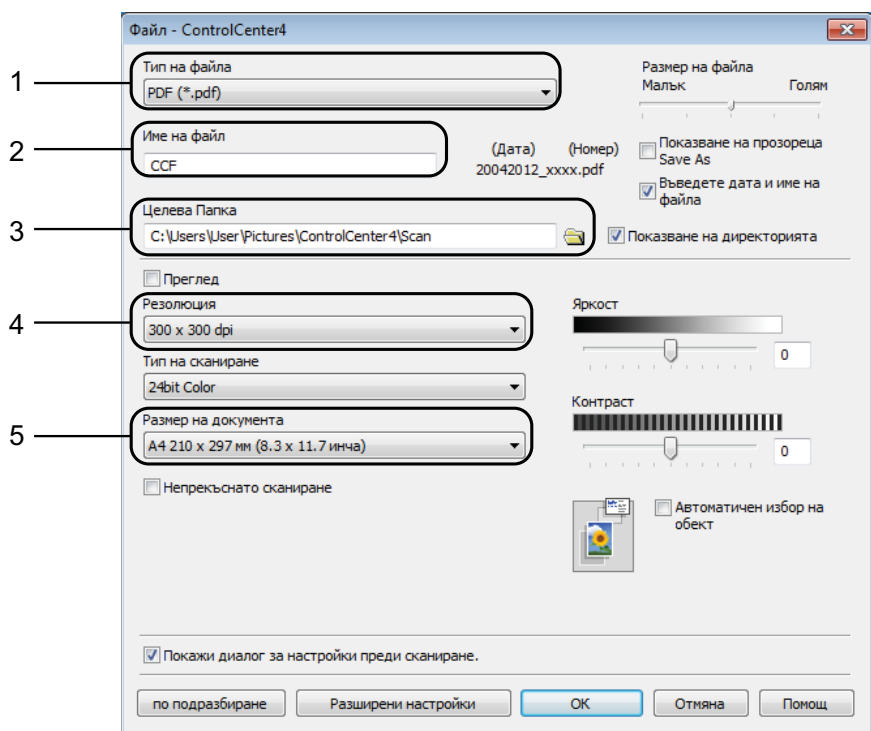 Файл - ControlCenter4
1
Тип на файла
PDF (*.pdf)
Размер на файла
Малък Голям
2
Име на файл
CCF
(Дата) (Номер)
20042012_xxxx.pdf
Показване на прозореца
Save As
Въведете дата и име на
файла
3
Целева Папка
C:\Users\User\Pictures\ControlCenter4\Scan
Показване на директорията
Преглед
4
Резолюция
300 x 300 dpi
Тип на сканиране
24bit Color
5
Размер на документа
A4 210 x 297 мм (8.3 x 11.7 инча)
Непрекъснато сканиране
Яркост
0
Контраст
0
Автоматичен избор на
обект
Покажи диалог за настройки преди сканиране.
по подразбиране Разширени настройки OK Отмяна Помощ